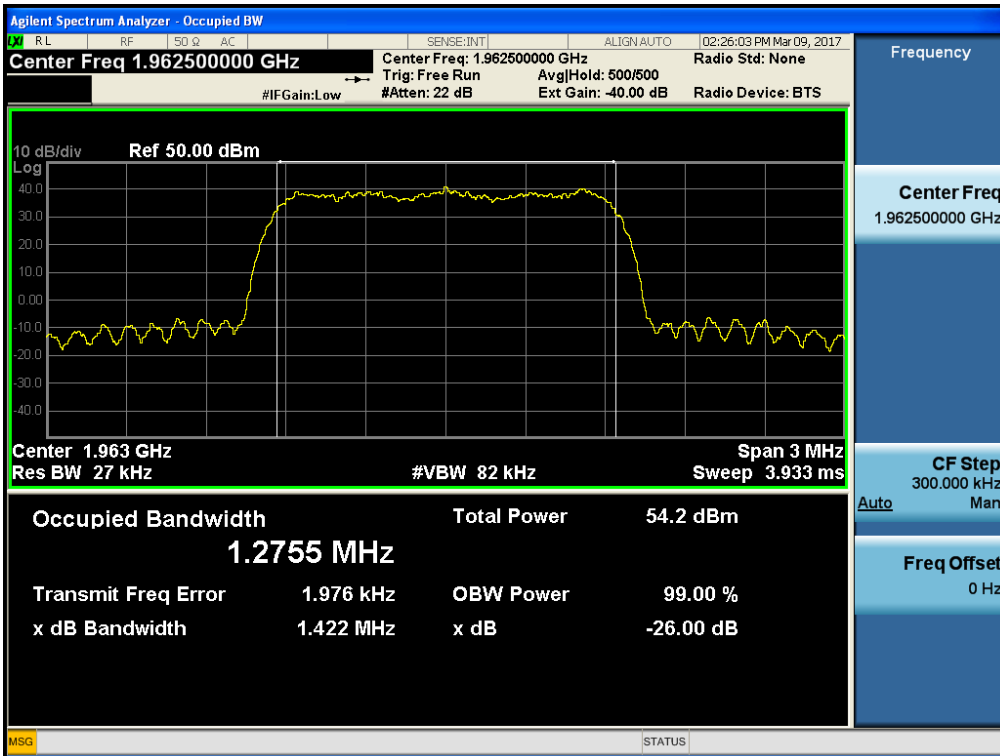 Agilent Spectrum Analyzer - Occupied BW
LXI RL RF 50 Ω AC SENSE:INT ALIGN AUTO 02:26:03 PM Mar 09, 2017
Center Freq 1.962500000 GHz
Center Freq: 1.962500000 GHz Radio Std: None
Trig: Free Run Avg|Hold: 500/500
#IFGain:Low #Atten: 22 dB Ext Gain: -40.00 dB Radio Device: BTS
10 dB/div Ref 50.00 dBm
Log
40.0
30.0
20.0
10.0
0.00
-10.0
-20.0
-30.0
-40.0
Center 1.963 GHz Span 3 MHz
Res BW 27 kHz #VBW 82 kHz Sweep 3.933 ms
Occupied Bandwidth Total Power 54.2 dBm
1.2755 MHz
Transmit Freq Error 1.976 kHz OBW Power 99.00 %
x dB Bandwidth 1.422 MHz x dB -26.00 dB
Frequency
Center Freq
1.962500000 GHz
CF Step
300.000 kHz
Auto Man
Freq Offset
0 Hz
MSG STATUS